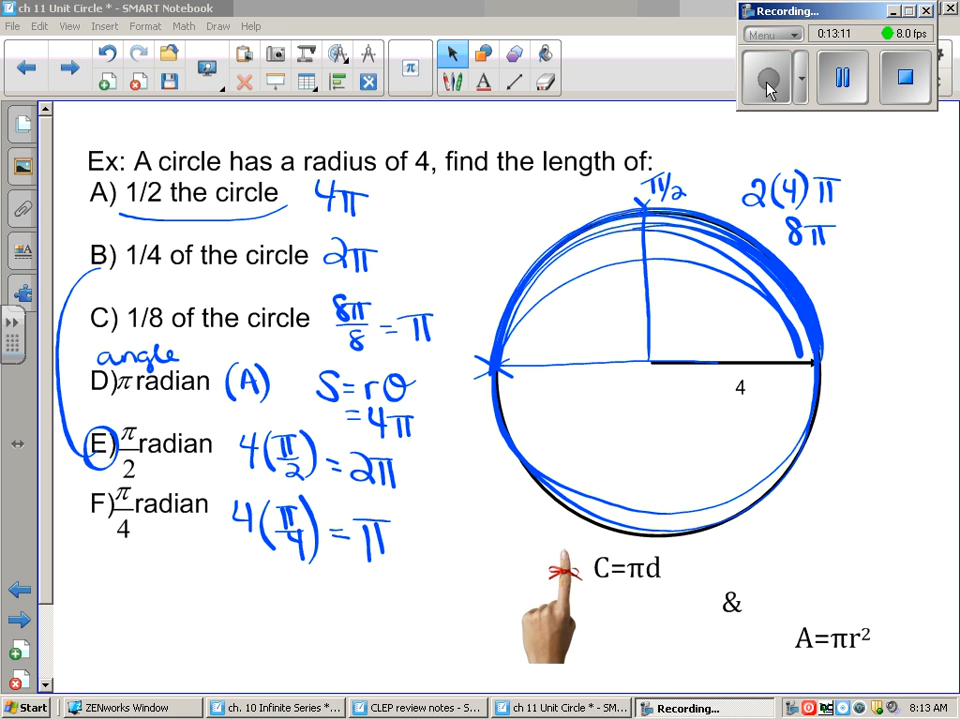 ch 11 Unit Circle * - SMART Notebook
File Edit View Insert Format Math Draw Help
Recording...
Menu 0:13:11 8.0 fps
Ex: A circle has a radius of 4, find the length of:
A) 1/2 the circle 4π
π/2
2(4)π
8π
B) 1/4 of the circle 2π
C) 1/8 of the circle 8π/8 = π
angle
D) π radian (A) S=rθ
=4π
4
E) π/2 radian 4(π/2) = 2π
F) π/4 radian 4(π/4) = π
C=πd
&
A=πr²
Start ZENworks Window ch. 10 Infinite Series *... CLEP review notes - S... ch 11 Unit Circle * - SM... Recording... 8:13 AM